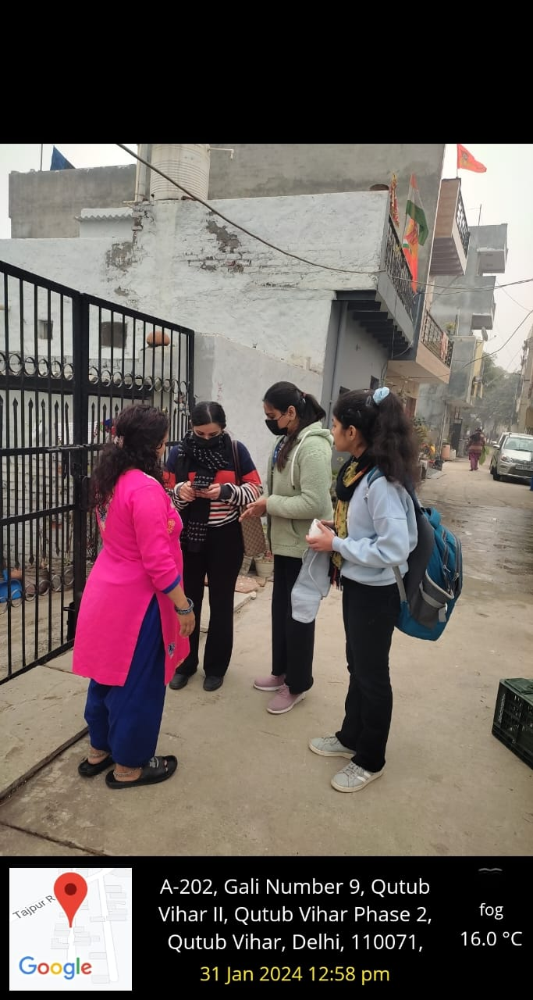 Tajpur R
Google
A-202, Gali Number 9, Qutub
Vihar II, Qutub Vihar Phase 2,
Qutub Vihar, Delhi, 110071,
31 Jan 2024 12:58 pm
fog
16.0 °C